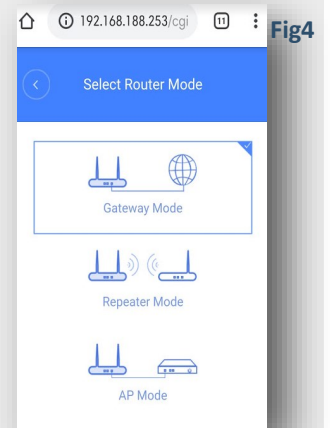 192.168.188.253/cgi
11
Fig4
Select Router Mode
Gateway Mode
Repeater Mode
AP Mode